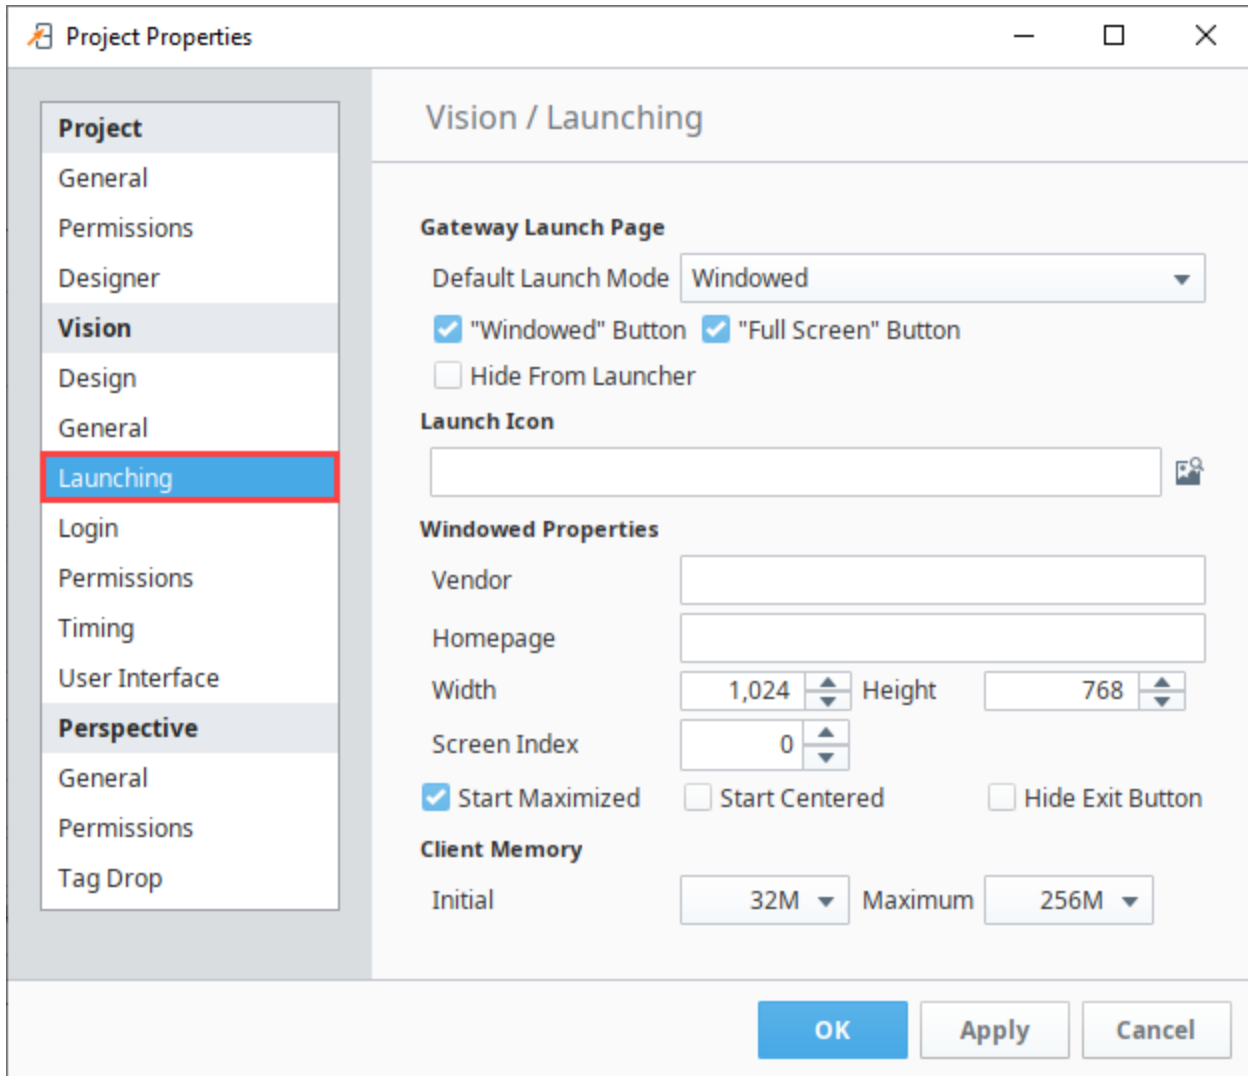 Project Properties
Project
General
Permissions
Designer
Vision
Design
General
Launching
Login
Permissions
Timing
User Interface
Perspective
General
Permissions
Tag Drop
Vision / Launching
Gateway Launch Page
Default Launch Mode Windowed
"Windowed" Button "Full Screen" Button
Hide From Launcher
Launch Icon
Windowed Properties
Vendor
Homepage
Width 1,024 Height 768
Screen Index 0
Start Maximized Start Centered Hide Exit Button
Client Memory
Initial 32M Maximum 256M
OK Apply Cancel